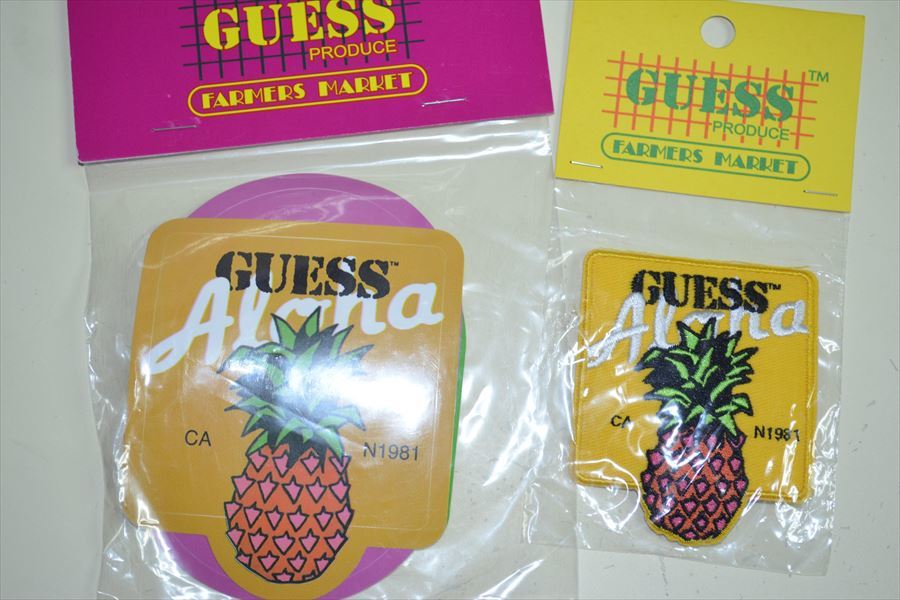 GUESS
PRODUCE
FARMERS MARKET
GUESS™
PRODUCE
FARMERS MARKET
GUESS™
Aloha
CA N1981
GUESS™
Aloha
CA N1981